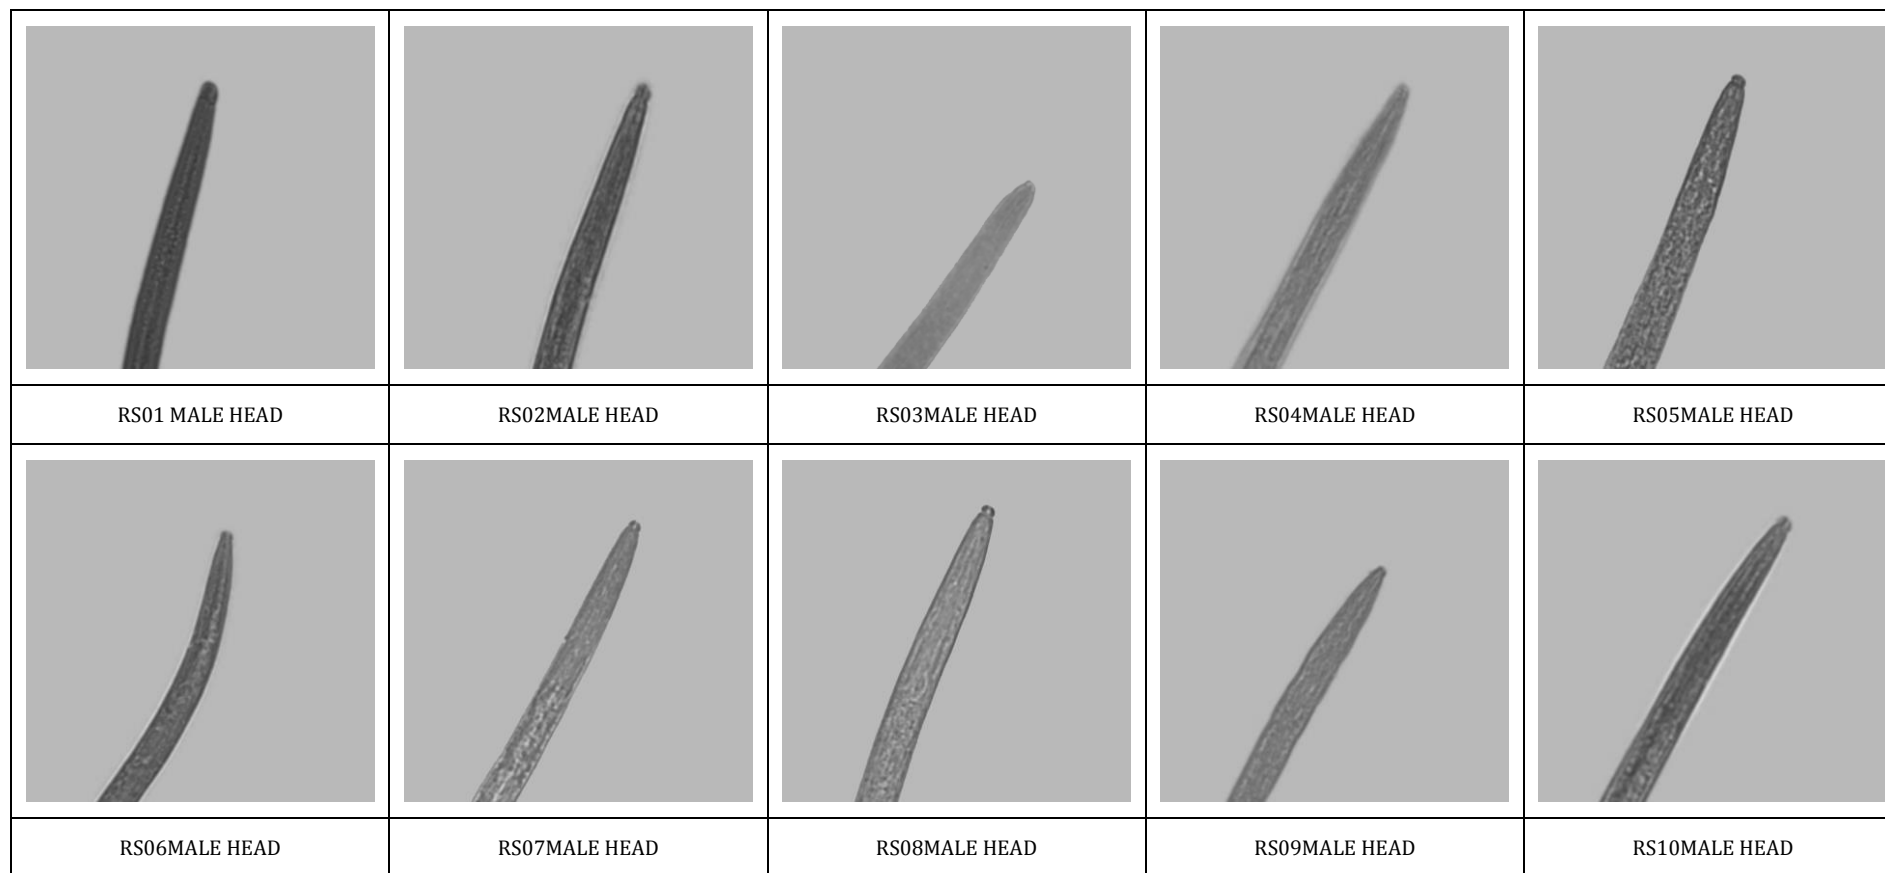 RS01 MALE HEAD
RS02MALE HEAD
RS03MALE HEAD
RS04MALE HEAD
RS05MALE HEAD
RS06MALE HEAD
RS07MALE HEAD
RS08MALE HEAD
RS09MALE HEAD
RS10MALE HEAD